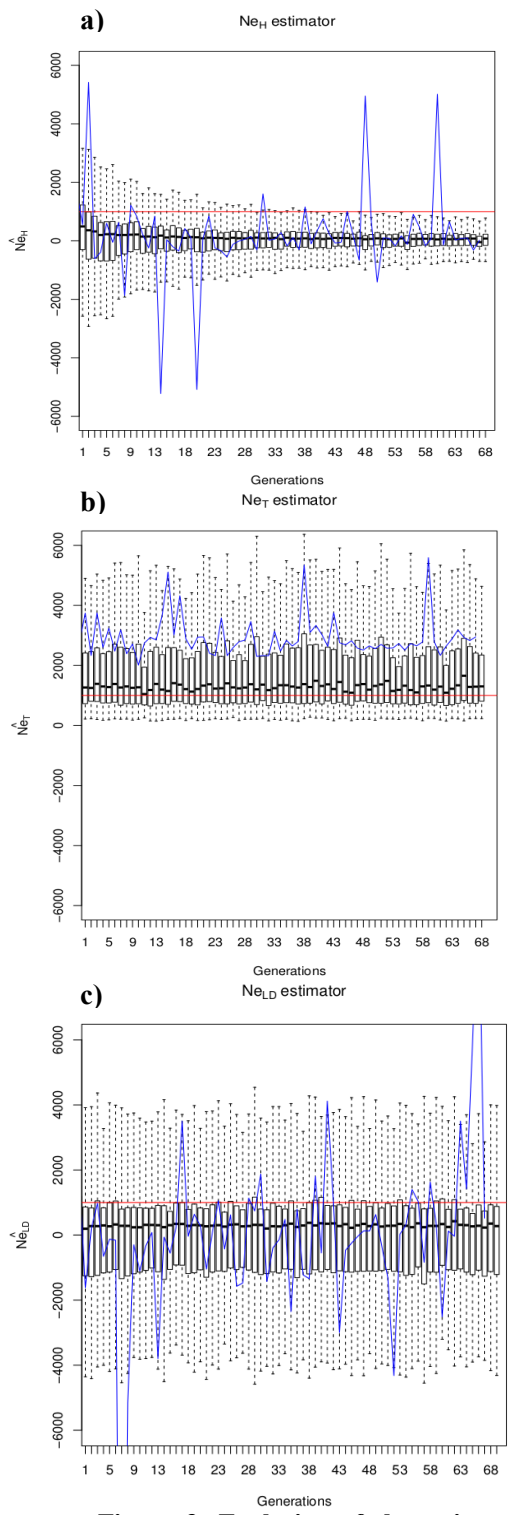 a)
NeH estimator
6000
4000
2000
0
−2000
−4000
−6000
N̂eH
1 5 9 13 18 23 28 33 38 43 48 53 58 63 68
Generations
b)
NeT estimator
6000
4000
2000
0
−2000
−4000
−6000
N̂eT
1 5 9 13 18 23 28 33 38 43 48 53 58 63 68
Generations
c)
NeLD estimator
6000
4000
2000
0
−2000
−4000
−6000
N̂eLD
1 5 9 13 18 23 28 33 38 43 48 53 58 63 68
Generations